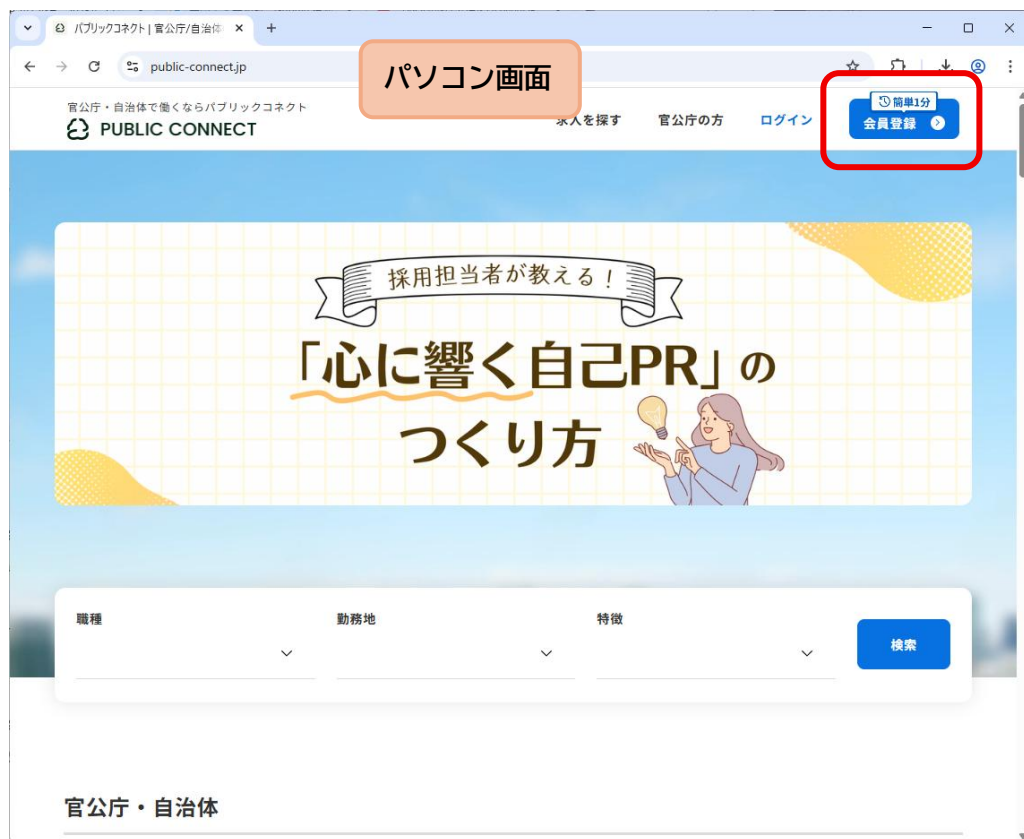 パブリックコネクト | 官公庁/自治体
public-connect.jp
パソコン画面
官公庁・自治体で働くならパブリックコネクト
PUBLIC CONNECT
求人を探す
官公庁の方
ログイン
簡単1分
会員登録
採用担当者が教える！
「心に響く自己PR」の
つくり方
職種
勤務地
特徴
検索
官公庁・自治体